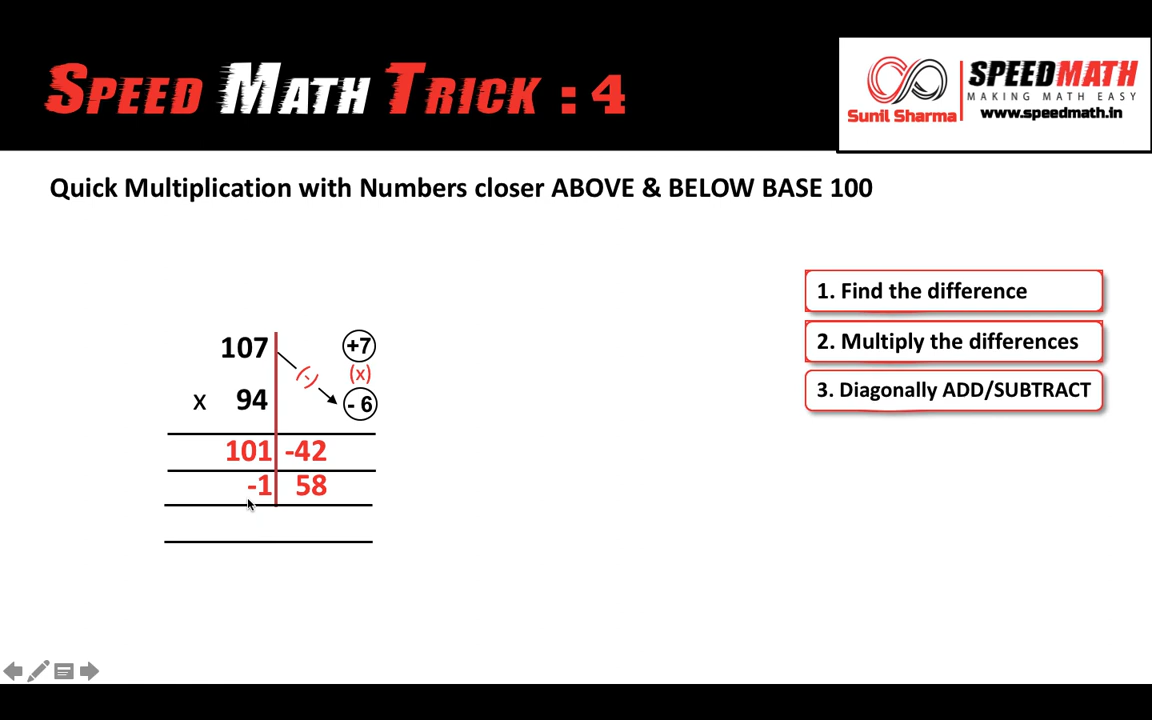 SPEED MATH TRICK : 4
Sunil Sharma
SPEEDMATH
MAKING MATH EASY
www.speedmath.in
Quick Multiplication with Numbers closer ABOVE & BELOW BASE 100
1. Find the difference
2. Multiply the differences
3. Diagonally ADD/SUBTRACT
107 +7
(-) (x)
x 94 - 6
101 -42
-1 58